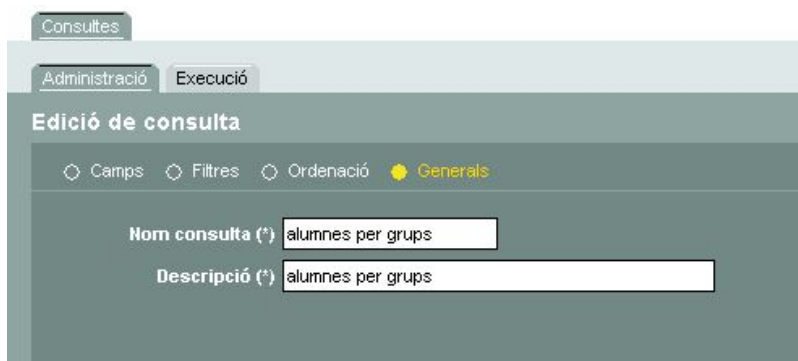 Consultes
Administració Execució
Edició de consulta
Camps Filtres Ordenació Generals
Nom consulta (*) alumnes per grups
Descripció (*) alumnes per grups